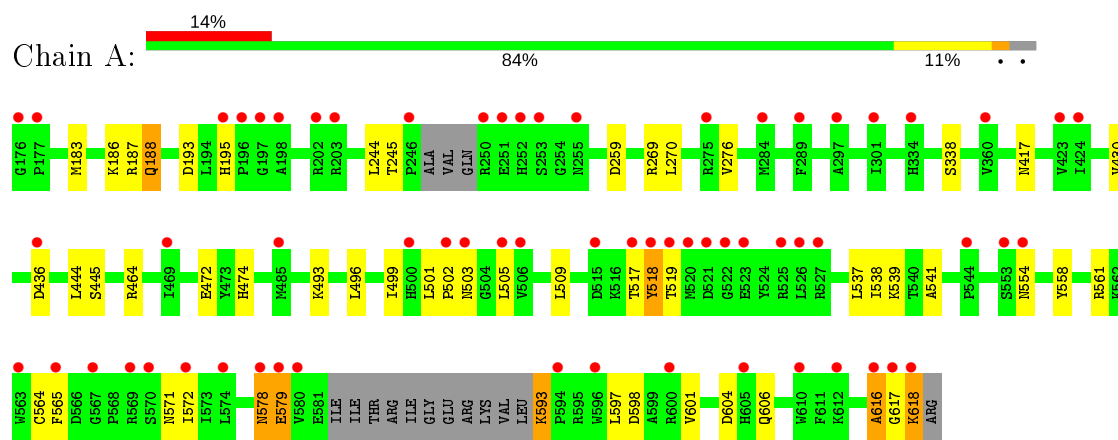 14%
Chain A:
84% 11% • •
G176 P177 M183 K186 R187 Q188 D193 L194 H195 P196 G197 A198 R202 R203 L244 T245 P246 ALA VAL GLN R250 E251 H252 S253 G254 N255 D259 R269 L270 R275 V276 M284 F289 A297 I301 H334 S338 V360 N417 V423 I424
D436 L444 S445 R464 I469 E472 Y473 H474 M485 K493 L496 I499 H500 L501 P502 N503 G504 L505 V506 L509 D515 K516 T517 Y518 T519 M520 D521 G522 E523 Y524 R525 L526 R527 L537 I538 K539 T540 A541 P544 S553 N554 Y558 R561
W563 C564 F565 D566 G567 P568 R569 S570 N571 I572 I573 L574 N578 E579 V580 E581 ILE ILE THR ARG ILE GLY GLU ARG LYS VAL LEU K593 P594 R595 W596 L597 D598 A599 R600 V601 D604 H605 Q606 W610 F611 K612 A616 G617 K618 ARG